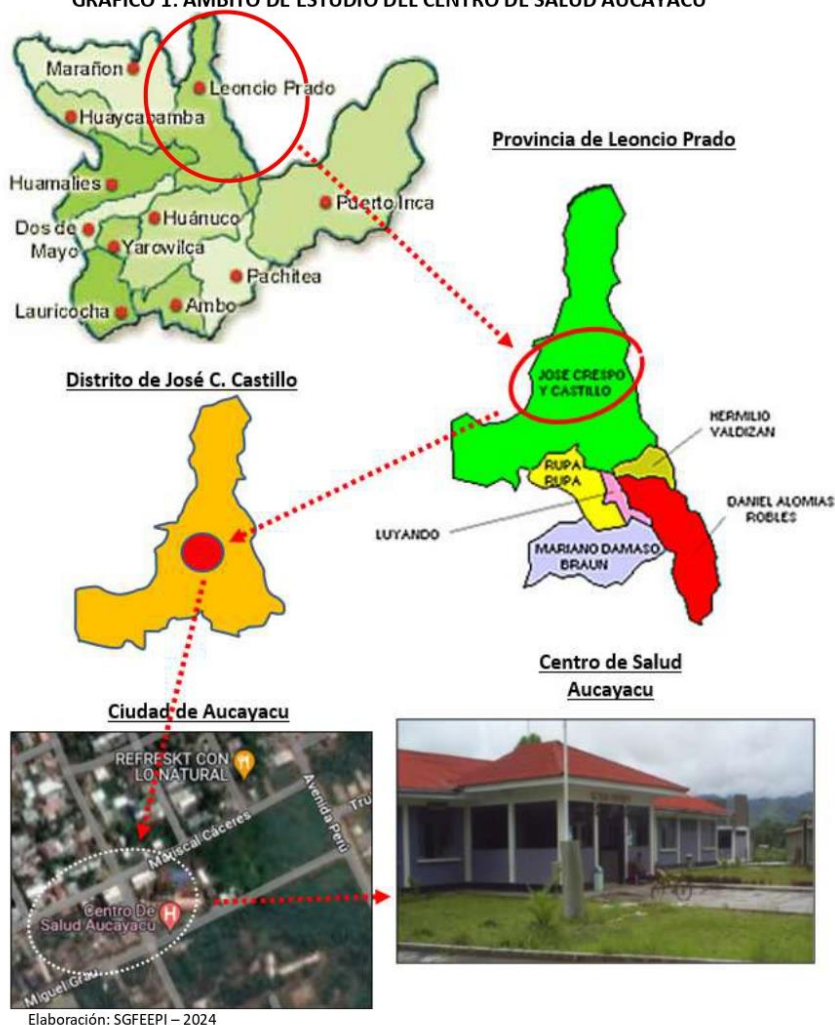 GRÁFICO 1: ÁMBITO DE ESTUDIO DEL CENTRO DE SALUD AUCAYACU
Marañon
Leoncio Prado
Huaycabamba
Huamalies
Puerto Inca
Dos de
Mayo
Huánuco
Yarowilca
Pachitea
Lauricocha
Ambo
Provincia de Leoncio Prado
JOSE CRESPO
Y CASTILLO
HERMILIO
VALDIZAN
RUPA
RUPA
DANIEL ALOMIAS
ROBLES
LUYANDO
MARIANO DAMASO
BRAUN
Distrito de José C. Castillo
Ciudad de Aucayacu
REFRESKT CON
LO NATURAL
Avenida Perú
Tru
Mariscal Cáceres
Centro De
Salud Aucayacu
Miguel Grau
Centro de Salud
Aucayacu
Elaboración: SGFEEPI – 2024